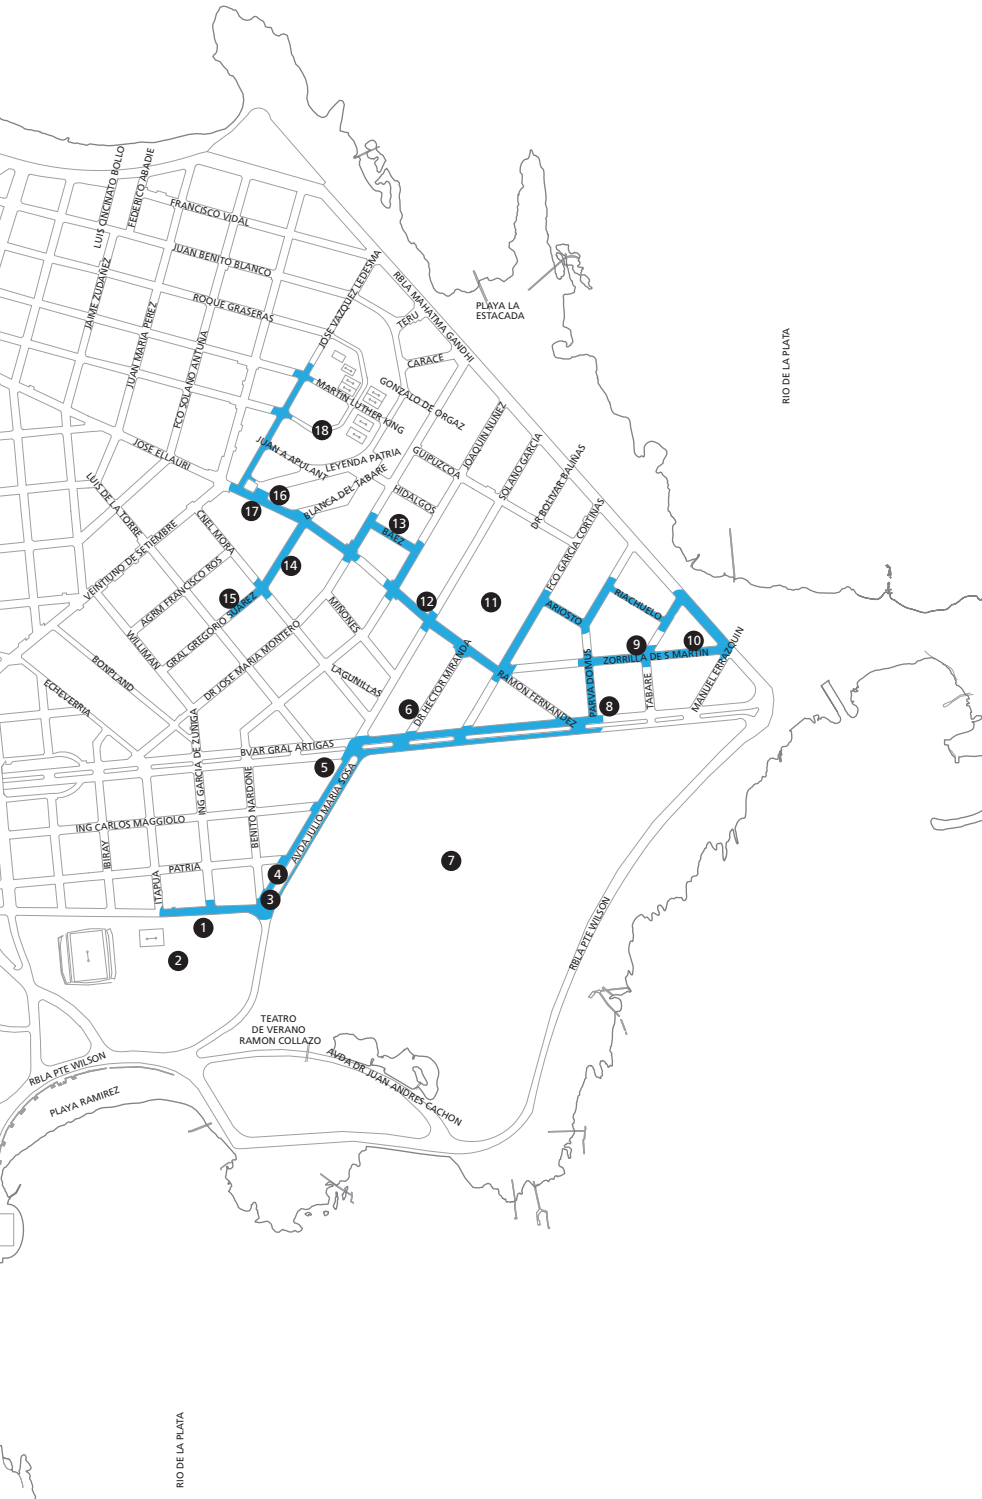 LUIS CINCINATO BOLLO
FEDERICO ABADIE
FRANCISCO VIDAL
JUAN BENITO BLANCO
JAIME ZUDAÑEZ
ROQUE GRASERAS
JOSE VAZQUEZ LEDESMA
RBLA MAHATMA GANDHI
TERU
PLAYA LA
ESTACADA
RIO DE LA PLATA
JUAN MARIA PEREZ
FCO SOLANO ANTUÑA
CARACE
MARTIN LUTHER KING
GONZALO DE ORGAZ
18
JOSE ELLAURI
JUAN A.APULANT
LEYENDA PATRIA
GUIPUZCOA
JOAQUIN NUÑEZ
SOLANO GARCIA
DR BOLIVAR BALIÑAS
LUIS DE LA TORRE
BLANCA DEL TABARE
HIDALGOS
16
17
13
BAEZ
CNEL MORA
VEINTIUNO DE SETIEMBRE
FCO GARCIA CORTINAS
14
AGRM FRANCISCO ROS
15
GRAL GREGORIO SUAREZ
12
11
ARIOSTO
RIACHUELO
MIÑONES
WILLIMAN
DR JOSE MARIA MONTERO
BONPLAND
ECHEVERRIA
LAGUNILLAS
DR HECTOR MIRANDA
RAMON FERNANDEZ
9
10
ZORRILLA DE S MARTIN
PARVA DOMUS
TABARE
MANUEL ERRAZQUIN
6
8
BVAR GRAL ARTIGAS
5
ING GARCIA DE ZUÑIGA
BENITO NARDONE
AVDA JULIO MARIA SOSA
ING CARLOS MAGGIOLO
IBIRAY
PATRIA
ITAPUA
4
7
3
1
2
RBLA PTE WILSON
TEATRO
DE VERANO
RAMON COLLAZO
AVDA DR JUAN ANDRES CACHON
RBLA PTE WILSON
PLAYA RAMIREZ
RIO DE LA PLATA